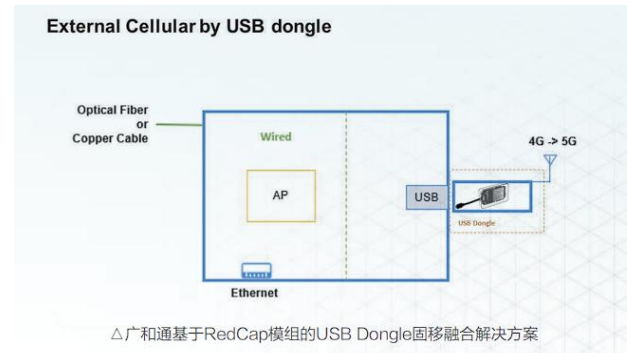 External Cellular by USB dongle
Optical Fiber
or
Copper Cable
Wired
4G -> 5G
AP
USB
USB Dongle
Ethernet
△广和通基于RedCap模组的USB Dongle固移融合解决方案